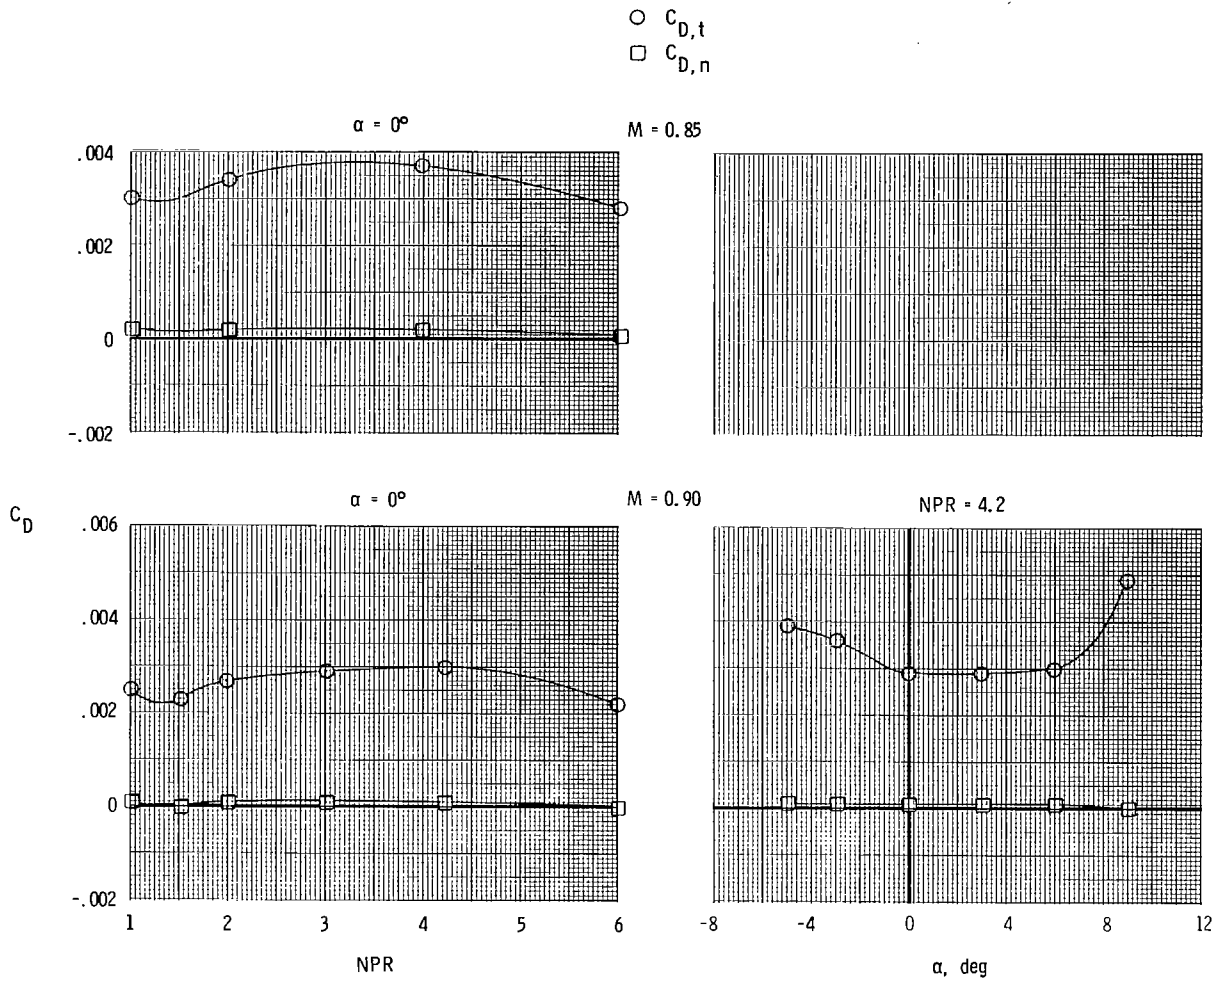 C_D,t
C_D,n
α = 0°
M = 0.85
.004
.002
0
-.002
α = 0°
M = 0.90
NPR = 4.2
C_D
.006
.004
.002
0
-.002
1 2 3 4 5 6
-8 -4 0 4 8 12
NPR
α, deg